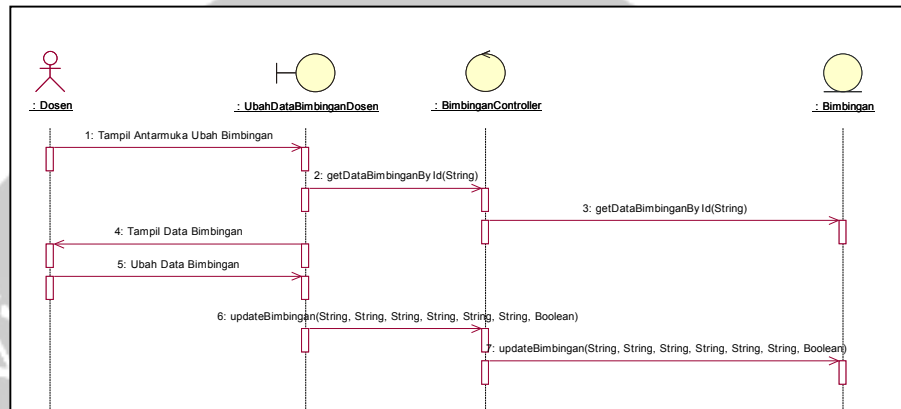 : Dosen
: UbahDataBimbinganDosen
: BimbinganController
: Bimbingan
1: Tampil Antarmuka Ubah Bimbingan
2: getDataBimbinganById(String)
3: getDataBimbinganById(String)
4: Tampil Data Bimbingan
5: Ubah Data Bimbingan
6: updateBimbingan(String, String, String, String, String, String, Boolean)
7: updateBimbingan(String, String, String, String, String, String, Boolean)